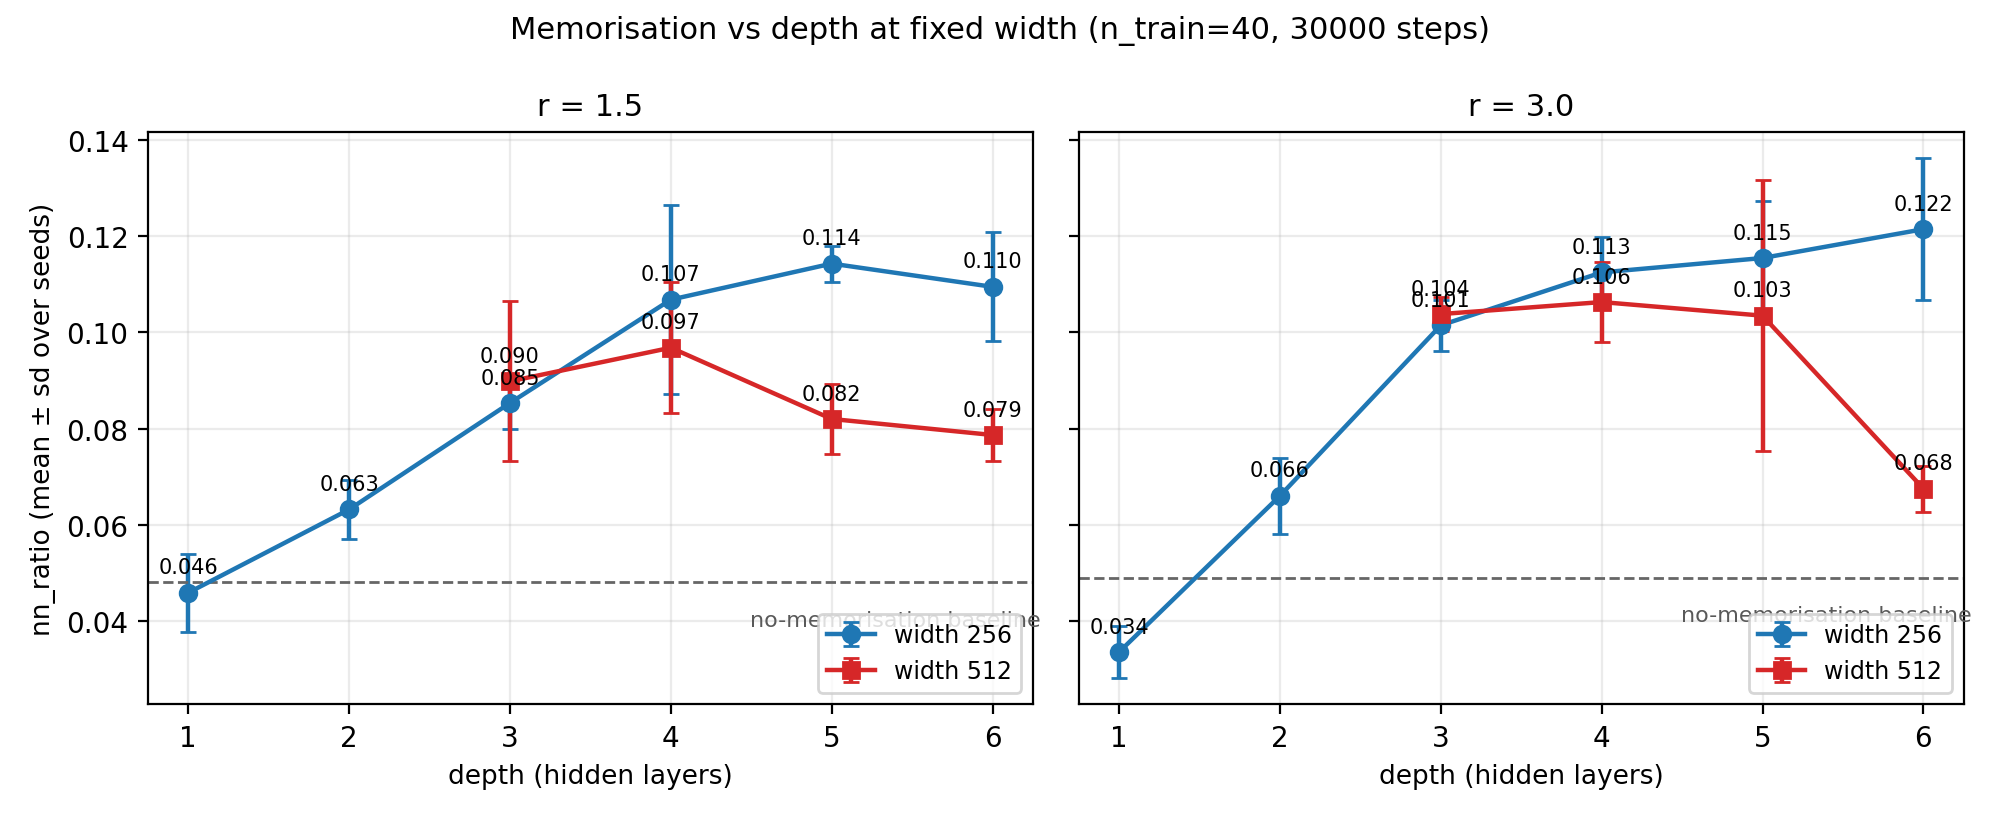 Memorisation vs depth at fixed width (n_train=40, 30000 steps)
r = 1.5
nn_ratio (mean ± sd over seeds)
0.14
0.12
0.10
0.08
0.06
0.04
0.046
0.063
0.085
0.107
0.114
0.110
0.090
0.097
0.082
0.079
no-memorisation baseline
width 256
width 512
1 2 3 4 5 6
depth (hidden layers)
r = 3.0
0.034
0.066
0.101
0.113
0.115
0.122
0.104
0.106
0.103
0.068
no-memorisation baseline
width 256
width 512
1 2 3 4 5 6
depth (hidden layers)